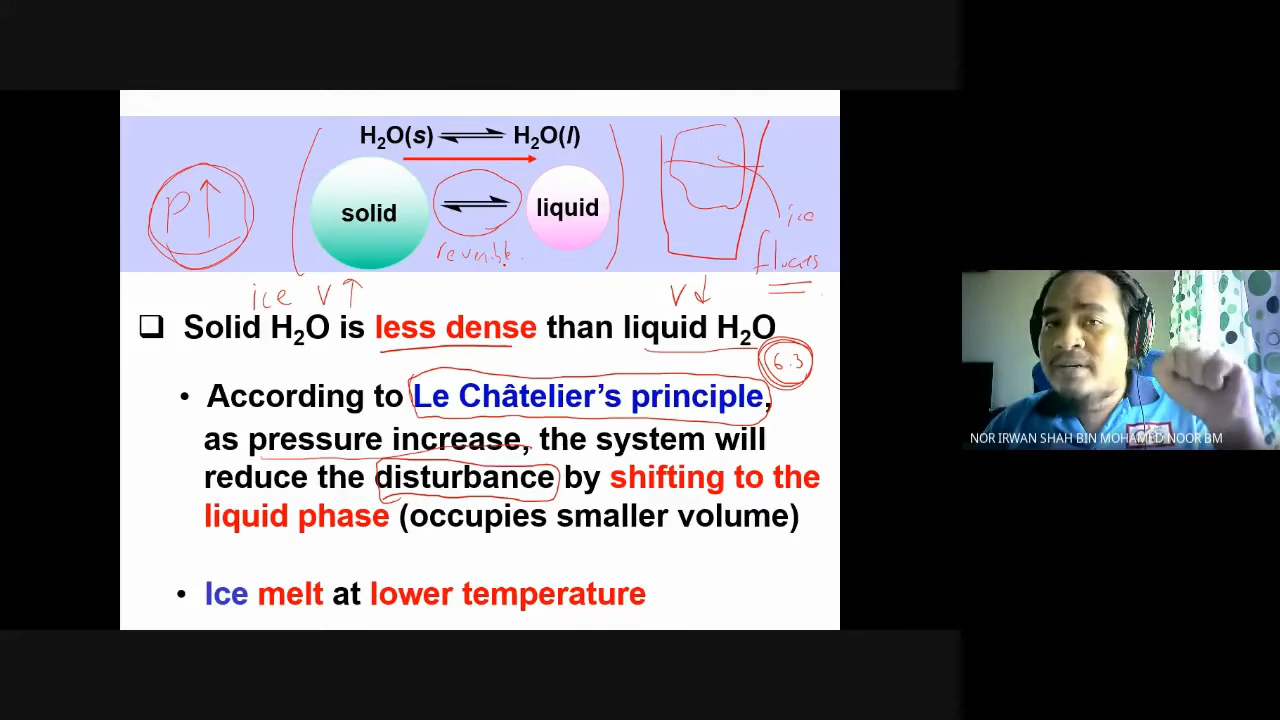 H₂O(s) ⇌ H₂O(l)
P↑
solid ⇌ liquid
reversible.
ice
floats
ice V↑
V↓
❑ Solid H₂O is less dense than liquid H₂O
6.3
• According to Le Châtelier’s principle,
as pressure increase, the system will
reduce the disturbance by shifting to the
liquid phase (occupies smaller volume)
• Ice melt at lower temperature
NOR IRWAN SHAH BIN MOHAMED NOOR BM